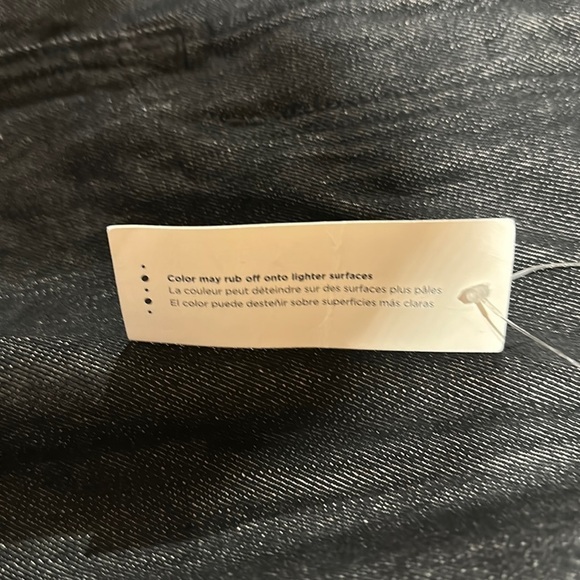 Color may rub off onto lighter surfaces
La couleur peut déteindre sur des surfaces plus pâles
El color puede desteñir sobre superficies más claras